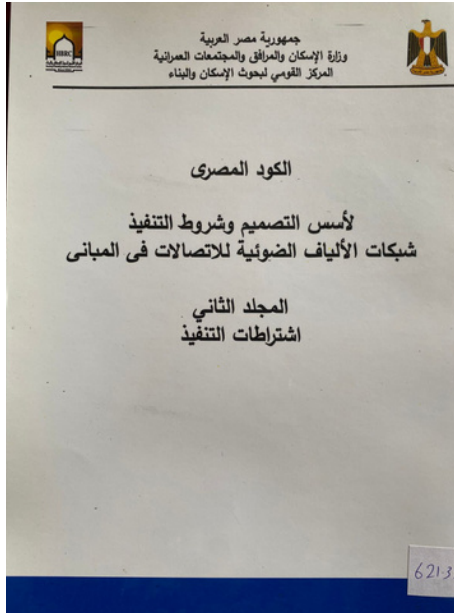 جمهورية مصر العربية
وزارة الإسكان والمرافق والمجتمعات العمرانية
المركز القومي لبحوث الإسكان والبناء
HBRC
الكود المصرى
لأسس التصميم وشروط التنفيذ
شبكات الألياف الضوئية للاتصالات فى المبانى
المجلد الثاني
اشتراطات التنفيذ
621.3